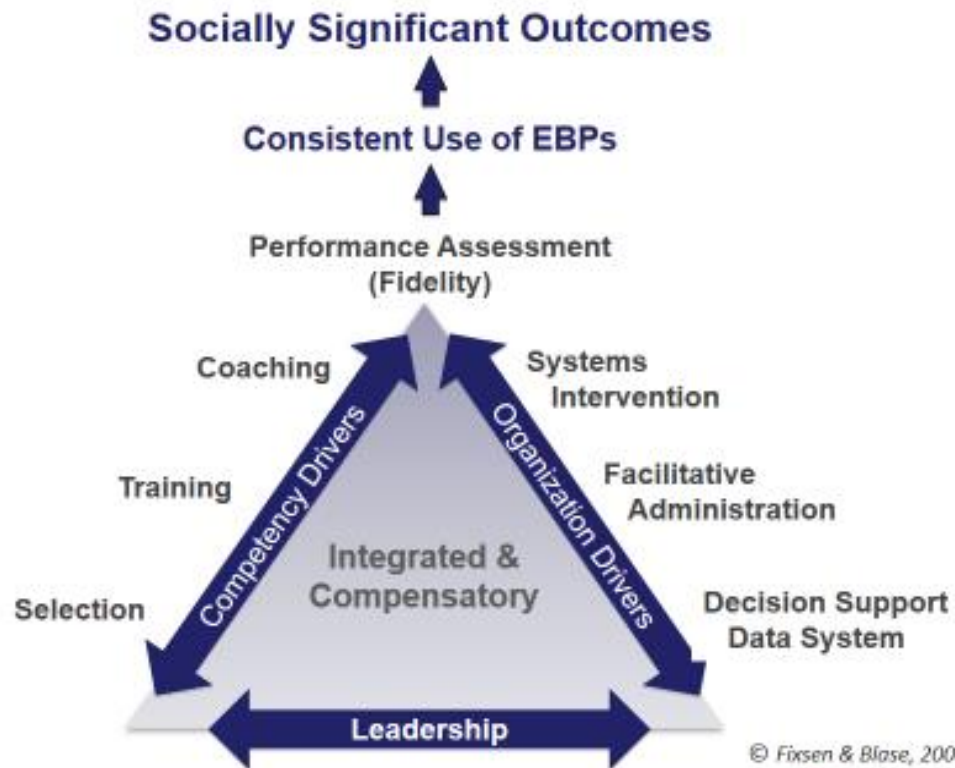 Socially Significant Outcomes
Consistent Use of EBPs
Performance Assessment
(Fidelity)
Coaching
Systems
Intervention
Competency Drivers
Organization Drivers
Training
Facilitative
Administration
Integrated &
Compensatory
Selection
Decision Support
Data System
Leadership
© Fixsen & Blase, 200